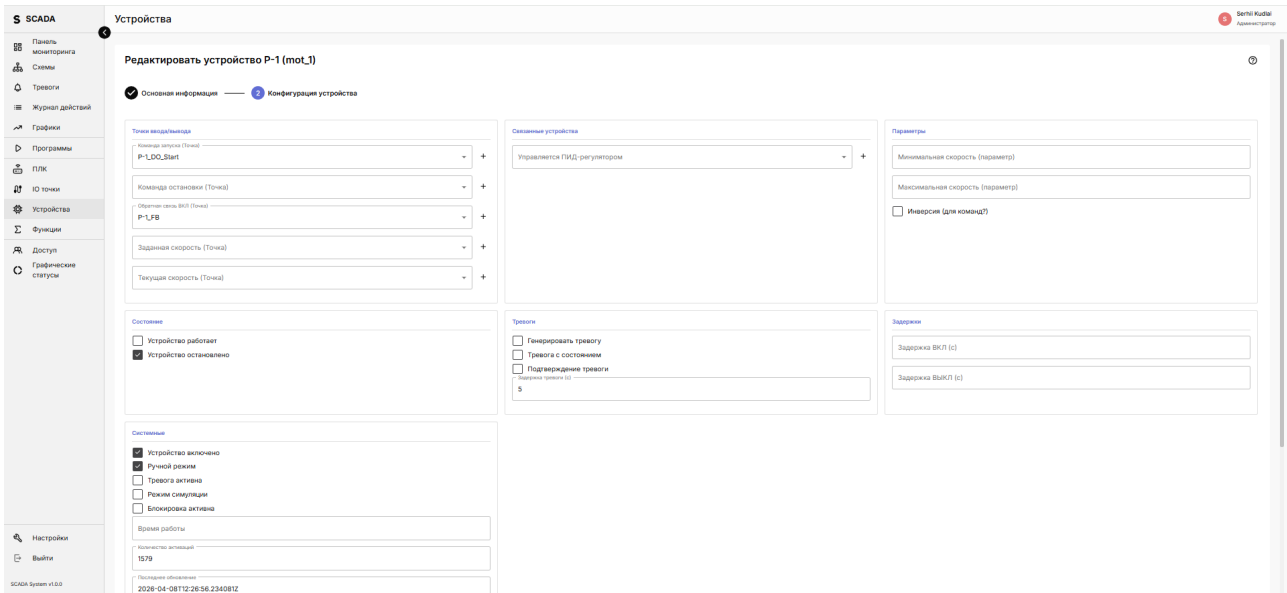 S SCADA
Панель
мониторинга
Схемы
Тревоги
Журнал действий
Графики
Программы
ПЛК
IO точки
Устройства
Функции
Доступ
Графические
статусы
Настройки
Выйти
SCADA System v1.0.0
Устройства
S
Serhii Kudlai
Администратор
Редактировать устройство P-1 (mot_1)
Основная информация
2 Конфигурация устройства
Точки ввода/вывода
Команда запуска (Точка)
P-1_DO_Start
Команда остановки (Точка)
Обратная связь ВКЛ (Точка)
P-1_FB
Заданная скорость (Точка)
Текущая скорость (Точка)
Связанные устройства
Управляется ПИД-регулятором
Параметры
Минимальная скорость (параметр)
Максимальная скорость (параметр)
Инверсия (для команд?)
Состояние
Устройство работает
Устройство остановлено
Тревоги
Генерировать тревогу
Тревога с состоянием
Подтверждение тревоги
Задержка тревоги (с)
5
Задержки
Задержка ВКЛ (с)
Задержка ВЫКЛ (с)
Системные
Устройство включено
Ручной режим
Тревога активна
Режим симуляции
Блокировка активна
Время работы
Количество активаций
1579
Последнее обновление
2026-04-08T12:26:56.234081Z